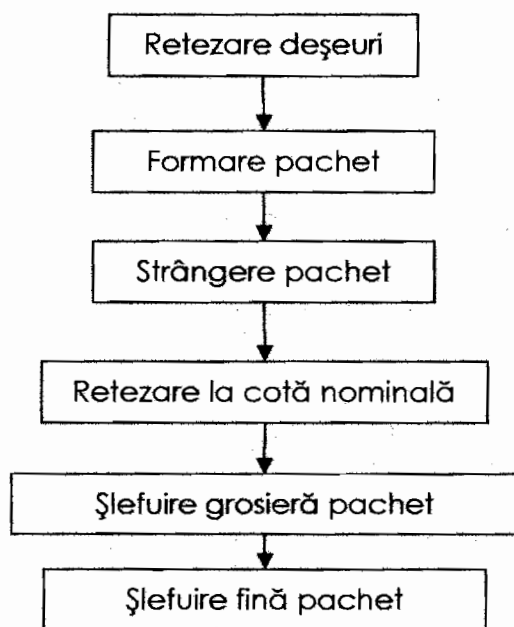 Retezare deşeuri
Formare pachet
Strângere pachet
Retezare la cotă nominală
Şlefuire grosieră pachet
Şlefuire fină pachet